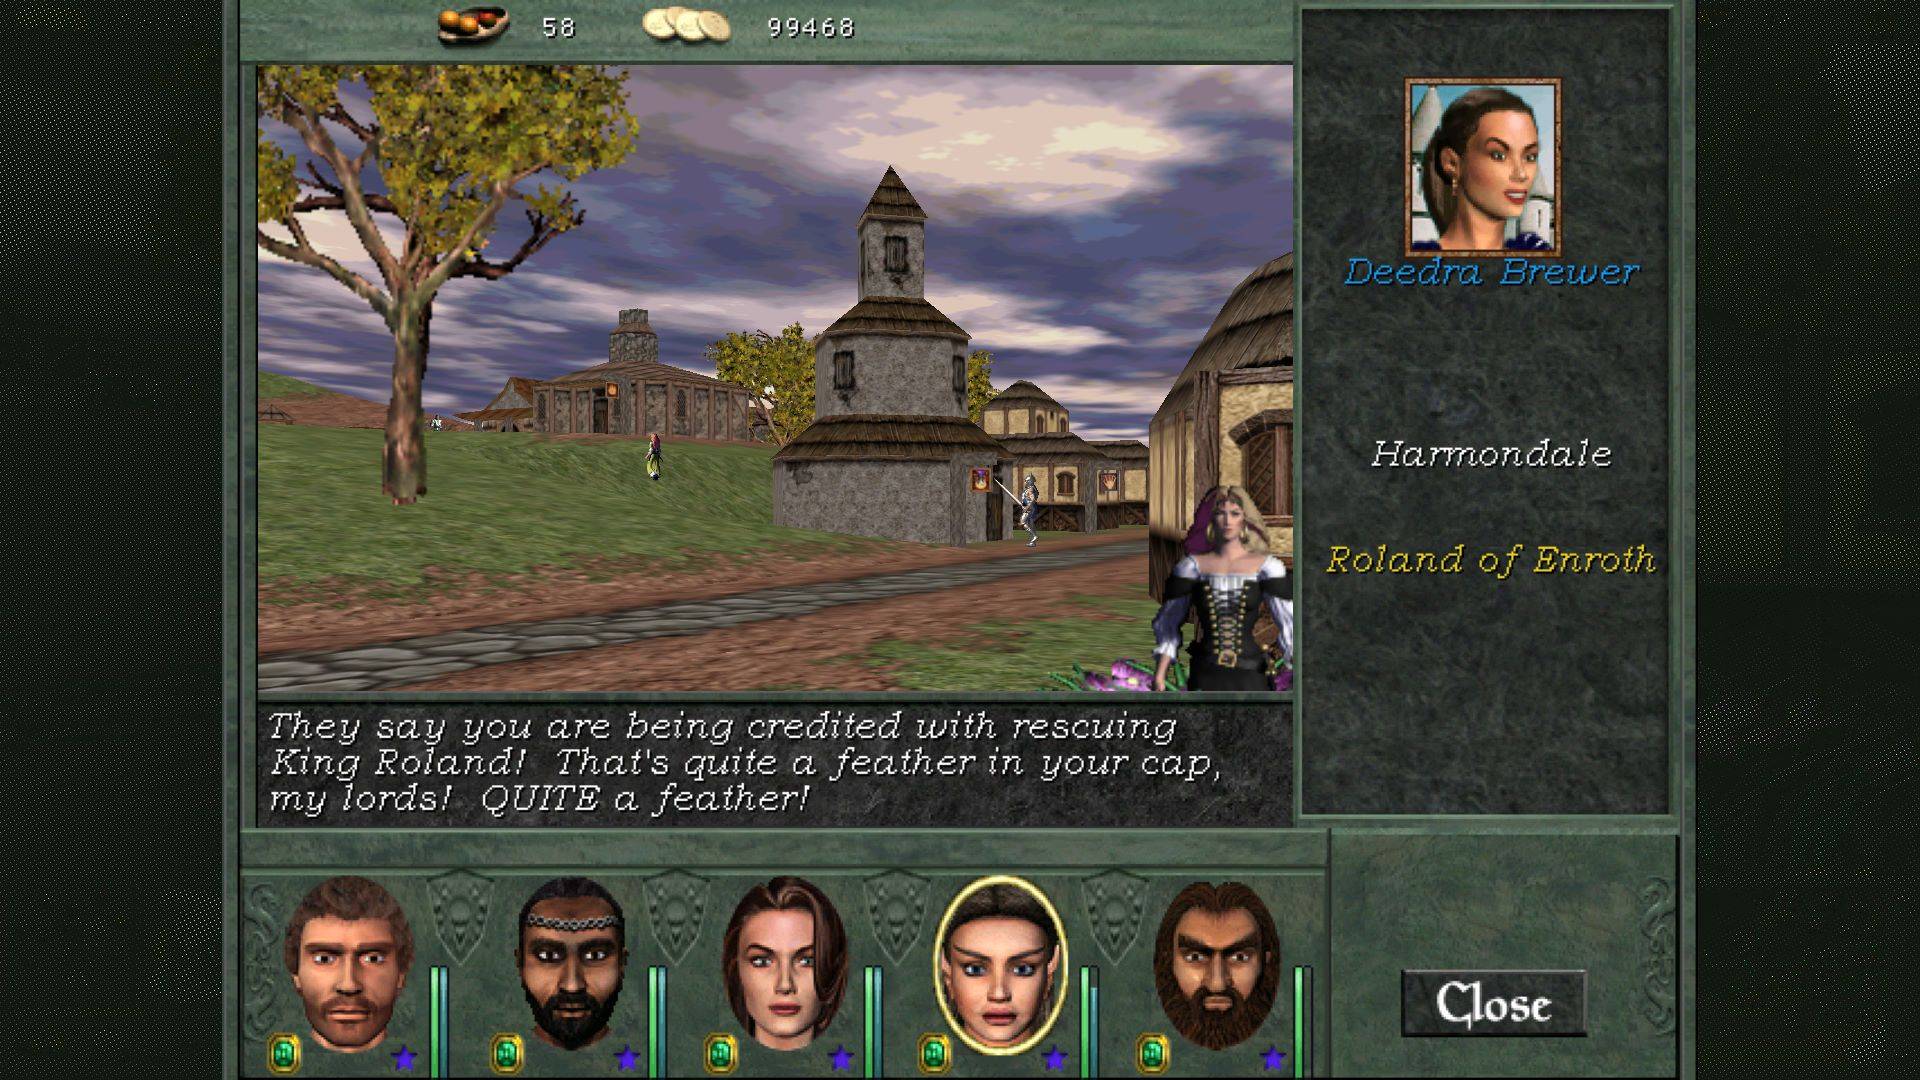 58
99468
Deedra Brewer
Harmondale
Roland of Enroth
They say you are being credited with rescuing
King Roland!  That's quite a feather in your cap,
my lords!  QUITE a feather!
Close